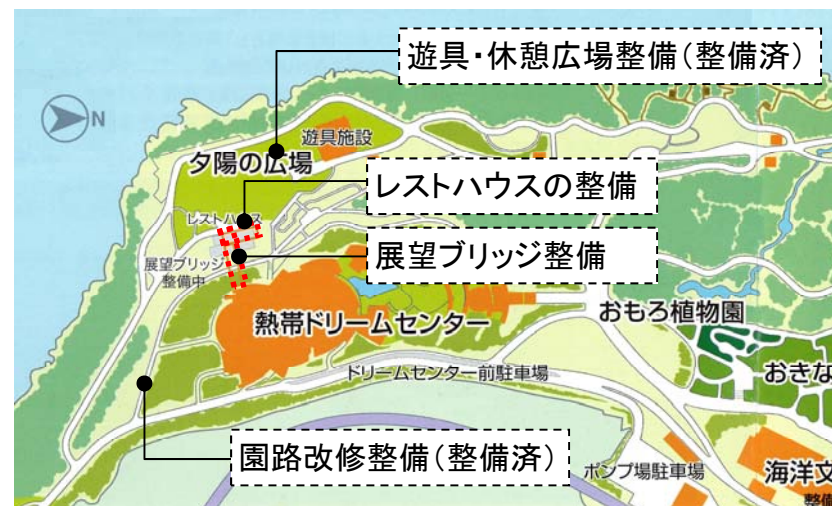 遊具・休憩広場整備(整備済)
N
遊具施設
夕陽の広場
レストハウスの整備
レストハウス
展望ブリッジ整備
展望ブリッジ
整備中
おもろ植物園
熱帯ドリームセンター
ドリームセンター前駐車場
おきな
園路改修整備(整備済)
ポンプ場駐車場
海洋文
整備